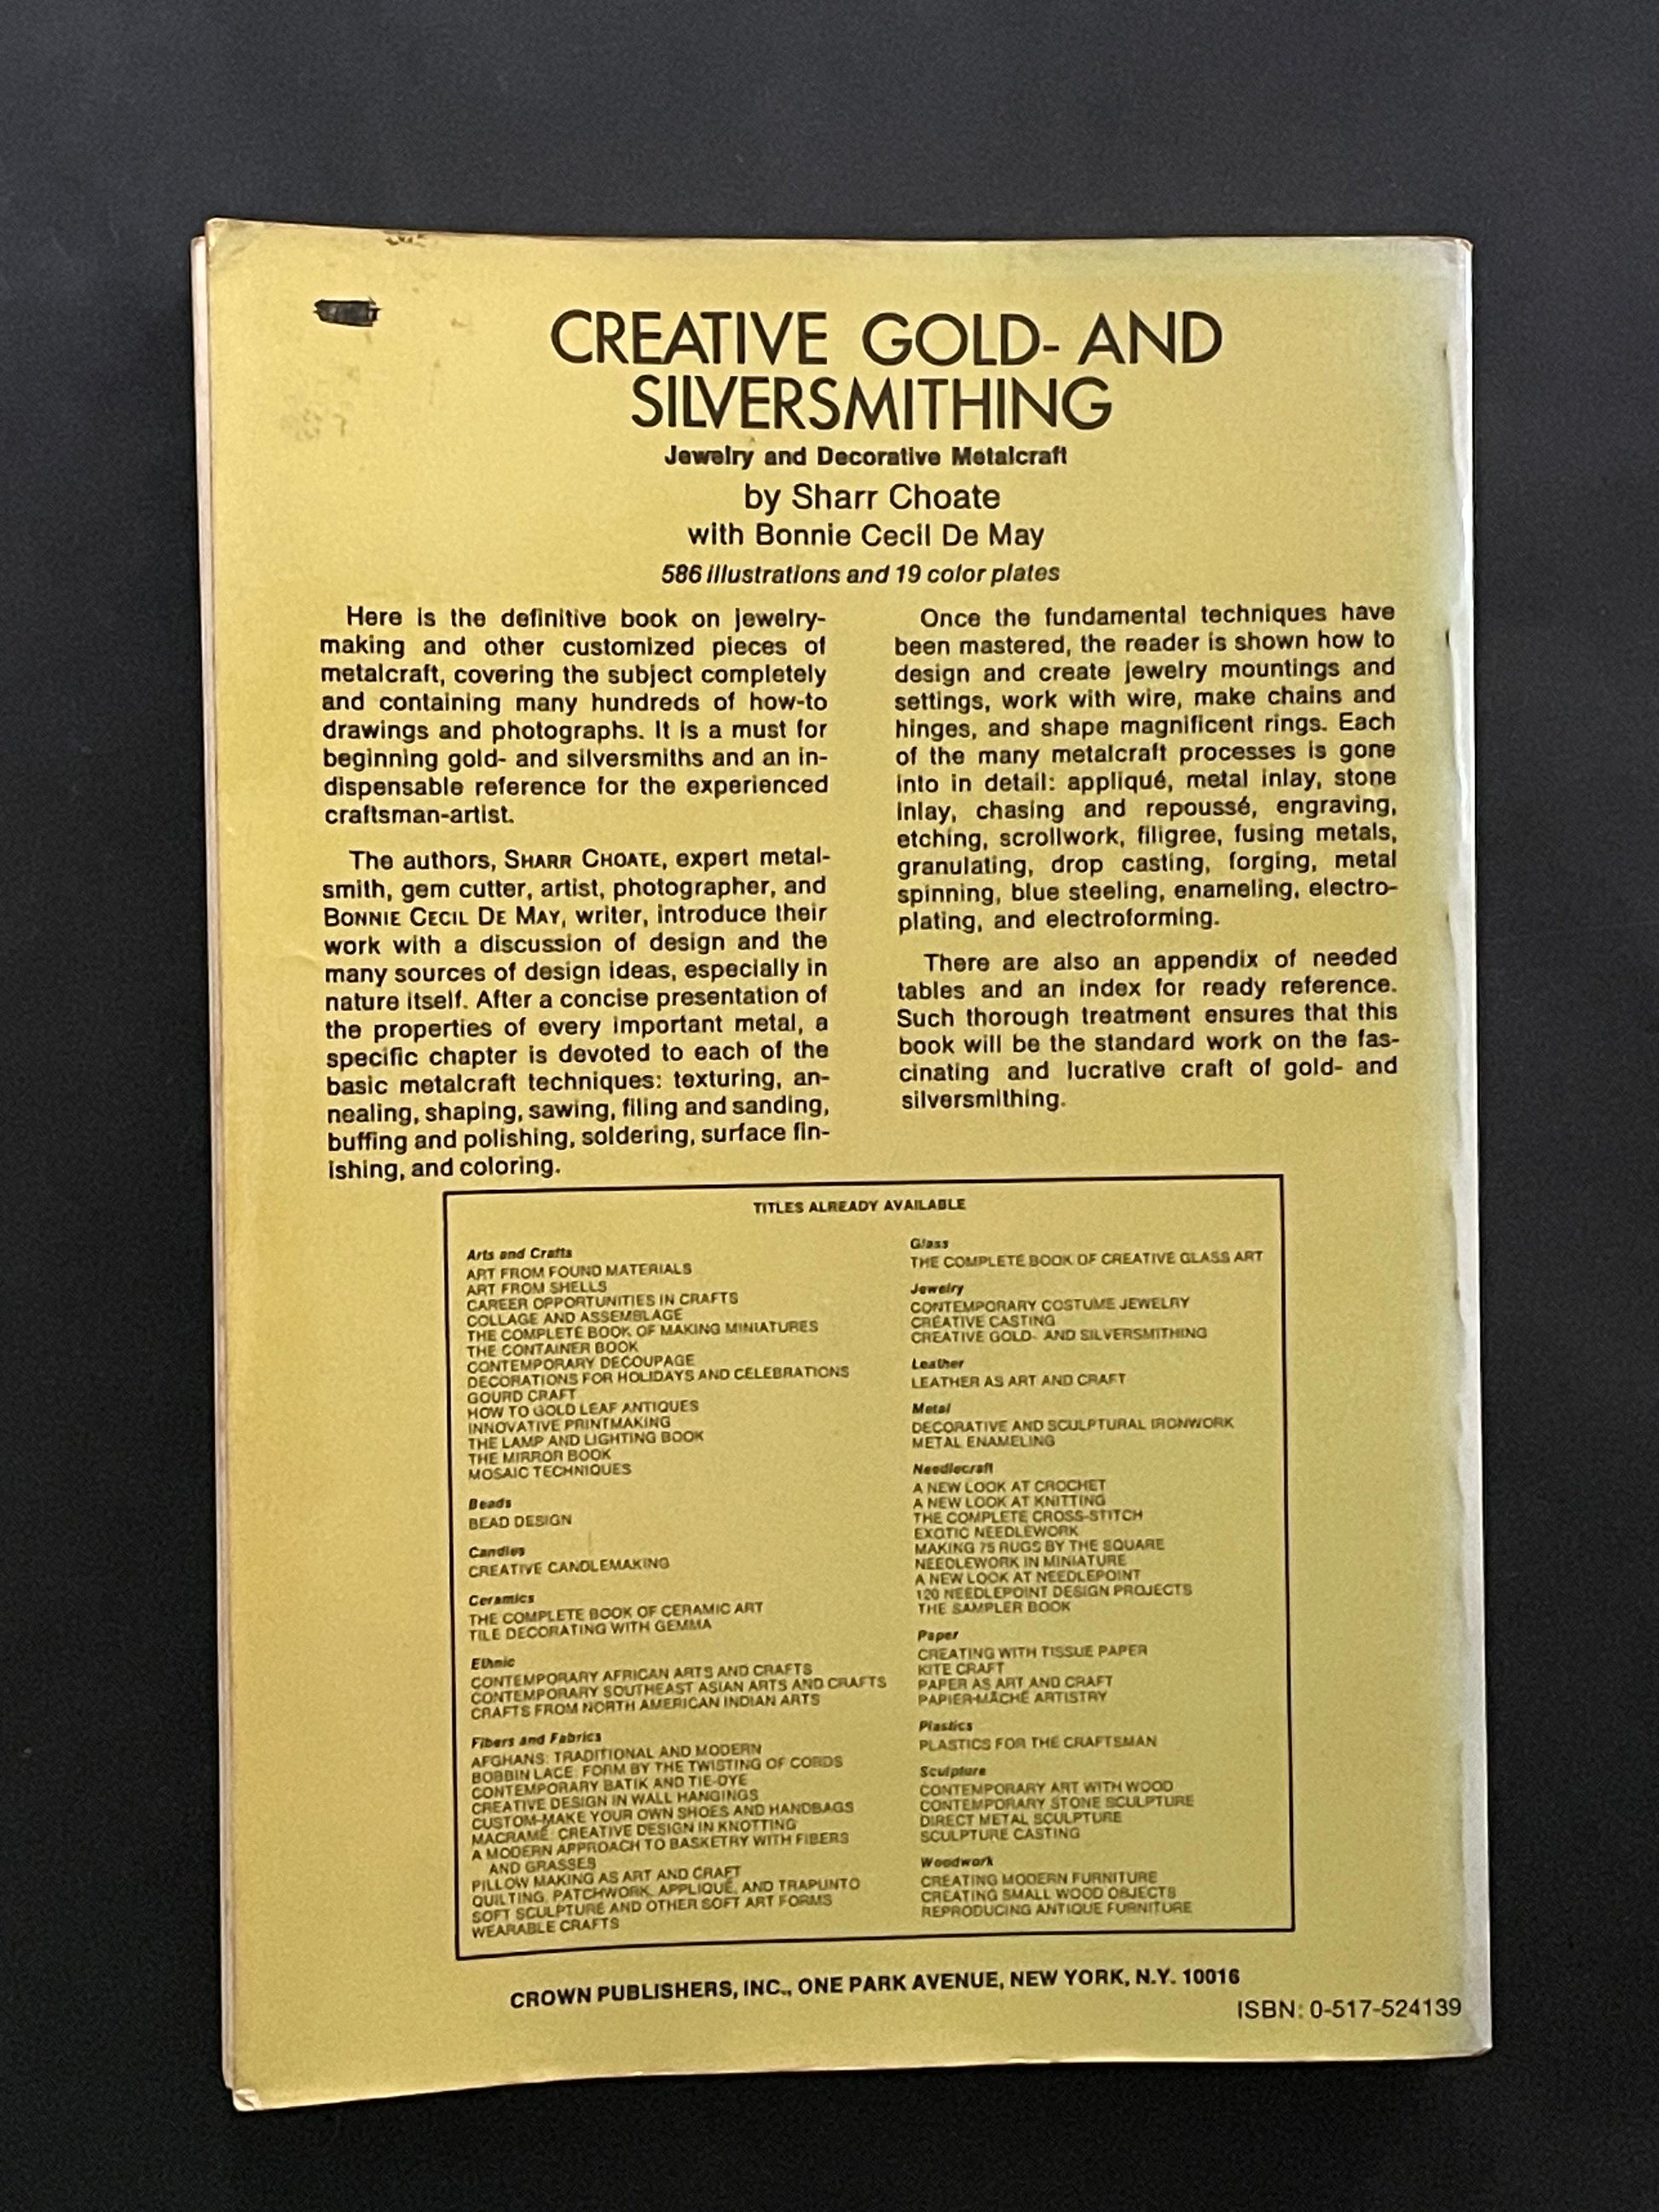 CREATIVE GOLD- AND
SILVERSMITHING
Jewelry and Decorative Metalcraft
by Sharr Choate
with Bonnie Cecil De May
586 illustrations and 19 color plates
Here is the definitive book on jewelry-
making and other customized pieces of
metalcraft, covering the subject completely
and containing many hundreds of how-to
drawings and photographs. It is a must for
beginning gold- and silversmiths and an in-
dispensable reference for the experienced
craftsman-artist.
The authors, SHARR CHOATE, expert metal-
smith, gem cutter, artist, photographer, and
BONNIE CECIL DE MAY, writer, introduce their
work with a discussion of design and the
many sources of design ideas, especially in
nature itself. After a concise presentation of
the properties of every important metal, a
specific chapter is devoted to each of the
basic metalcraft techniques: texturing, an-
nealing, shaping, sawing, filing and sanding,
buffing and polishing, soldering, surface fin-
ishing, and coloring.
Once the fundamental techniques have
been mastered, the reader is shown how to
design and create jewelry mountings and
settings, work with wire, make chains and
hinges, and shape magnificent rings. Each
of the many metalcraft processes is gone
into in detail: appliqué, metal inlay, stone
inlay, chasing and repoussé, engraving,
etching, scrollwork, filigree, fusing metals,
granulating, drop casting, forging, metal
spinning, blue steeling, enameling, electro-
plating, and electroforming.
There are also an appendix of needed
tables and an index for ready reference.
Such thorough treatment ensures that this
book will be the standard work on the fas-
cinating and lucrative craft of gold- and
silversmithing.
TITLES ALREADY AVAILABLE
Arts and Crafts
ART FROM FOUND MATERIALS
ART FROM SHELLS
CAREER OPPORTUNITIES IN CRAFTS
COLLAGE AND ASSEMBLAGE
THE COMPLETE BOOK OF MAKING MINIATURES
THE CONTAINER BOOK
CONTEMPORARY DECOUPAGE
DECORATIONS FOR HOLIDAYS AND CELEBRATIONS
GOURD CRAFT
HOW TO GOLD LEAF ANTIQUES
INNOVATIVE PRINTMAKING
THE LAMP AND LIGHTING BOOK
THE MIRROR BOOK
MOSAIC TECHNIQUES
Beads
BEAD DESIGN
Candles
CREATIVE CANDLEMAKING
Ceramics
THE COMPLETE BOOK OF CERAMIC ART
TILE DECORATING WITH GEMMA
Ethnic
CONTEMPORARY AFRICAN ARTS AND CRAFTS
CONTEMPORARY SOUTHEAST ASIAN ARTS AND CRAFTS
CRAFTS FROM NORTH AMERICAN INDIAN ARTS
Fibers and Fabrics
AFGHANS: TRADITIONAL AND MODERN
BOBBIN LACE: FORM BY THE TWISTING OF CORDS
CONTEMPORARY BATIK AND TIE-DYE
CREATIVE DESIGN IN WALL HANGINGS
CUSTOM-MAKE YOUR OWN SHOES AND HANDBAGS
MACRAMÉ: CREATIVE DESIGN IN KNOTTING
A MODERN APPROACH TO BASKETRY WITH FIBERS
AND GRASSES
PILLOW MAKING AS ART AND CRAFT
QUILTING, PATCHWORK, APPLIQUÉ, AND TRAPUNTO
SOFT SCULPTURE AND OTHER SOFT ART FORMS
WEARABLE CRAFTS
Glass
THE COMPLETE BOOK OF CREATIVE GLASS ART
Jewelry
CONTEMPORARY COSTUME JEWELRY
CREATIVE CASTING
CREATIVE GOLD- AND SILVERSMITHING
Leather
LEATHER AS ART AND CRAFT
Metal
DECORATIVE AND SCULPTURAL IRONWORK
METAL ENAMELING
Needlecraft
A NEW LOOK AT CROCHET
A NEW LOOK AT KNITTING
THE COMPLETE CROSS-STITCH
EXOTIC NEEDLEWORK
MAKING 75 RUGS BY THE SQUARE
NEEDLEWORK IN MINIATURE
A NEW LOOK AT NEEDLEPOINT
120 NEEDLEPOINT DESIGN PROJECTS
THE SAMPLER BOOK
Paper
CREATING WITH TISSUE PAPER
KITE CRAFT
PAPER AS ART AND CRAFT
PAPIER-MÂCHÉ ARTISTRY
Plastics
PLASTICS FOR THE CRAFTSMAN
Sculpture
CONTEMPORARY ART WITH WOOD
CONTEMPORARY STONE SCULPTURE
DIRECT METAL SCULPTURE
SCULPTURE CASTING
Woodwork
CREATING MODERN FURNITURE
CREATING SMALL WOOD OBJECTS
REPRODUCING ANTIQUE FURNITURE
CROWN PUBLISHERS, INC., ONE PARK AVENUE, NEW YORK, N.Y. 10016
ISBN: 0-517-524139